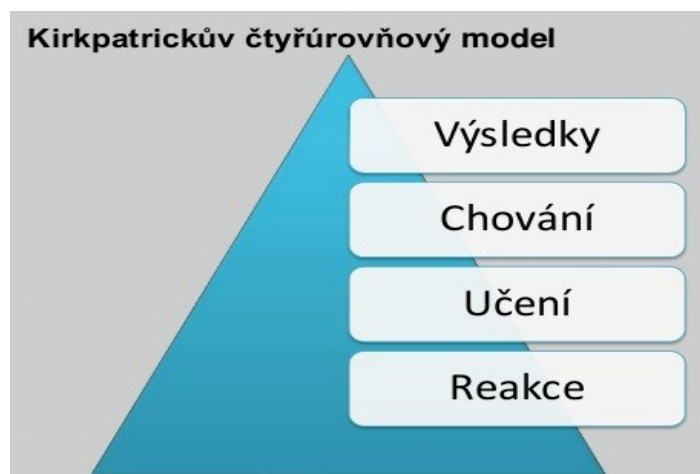 Kirkpatrickův čtyřúrovňový model
Výsledky
Chování
Učení
Reakce